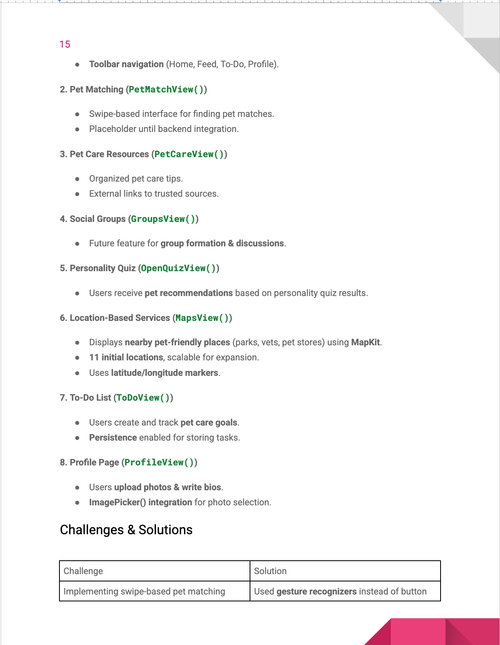 15
● Toolbar navigation (Home, Feed, To-Do, Profile).
2. Pet Matching (PetMatchView())
● Swipe-based interface for finding pet matches.
● Placeholder until backend integration.
3. Pet Care Resources (PetCareView())
● Organized pet care tips.
● External links to trusted sources.
4. Social Groups (GroupsView())
● Future feature for group formation & discussions.
5. Personality Quiz (OpenQuizView())
● Users receive pet recommendations based on personality quiz results.
6. Location-Based Services (MapsView())
● Displays nearby pet-friendly places (parks, vets, pet stores) using MapKit.
● 11 initial locations, scalable for expansion.
● Uses latitude/longitude markers.
7. To-Do List (ToDoView())
● Users create and track pet care goals.
● Persistence enabled for storing tasks.
8. Profile Page (ProfileView())
● Users upload photos & write bios.
● ImagePicker() integration for photo selection.
Challenges & Solutions
Challenge Solution
Implementing swipe-based pet matching Used gesture recognizers instead of button